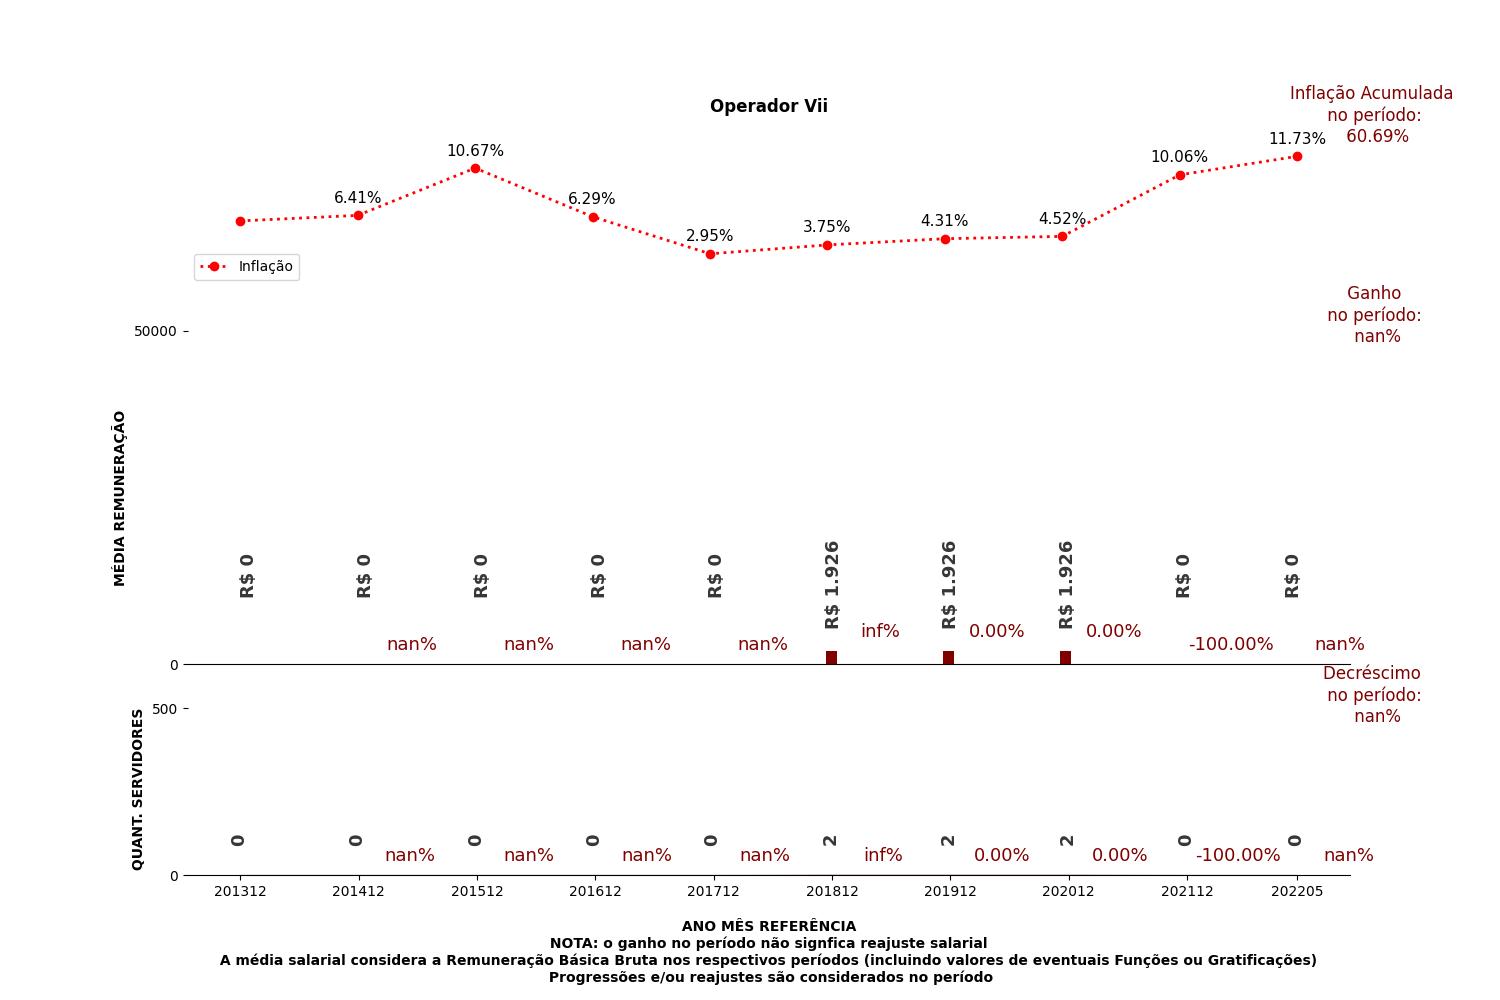 Operador Vii
Inflação Acumulada
no período:
60.69%
6.41%
10.67%
6.29%
2.95%
3.75%
4.31%
4.52%
10.06%
11.73%
Inflação
Ganho
no período:
nan%
50000
0
MÉDIA REMUNERAÇÃO
R$ 0
R$ 0
R$ 0
R$ 0
R$ 0
R$ 1.926
R$ 1.926
R$ 1.926
R$ 0
R$ 0
nan%
nan%
nan%
nan%
inf%
0.00%
0.00%
-100.00%
nan%
Decréscimo
no período:
nan%
500
0
QUANT. SERVIDORES
0
0
0
0
0
2
2
2
0
0
nan%
nan%
nan%
nan%
inf%
0.00%
0.00%
-100.00%
nan%
201312
201412
201512
201612
201712
201812
201912
202012
202112
202205
ANO MÊS REFERÊNCIA
NOTA: o ganho no período não signfica reajuste salarial
A média salarial considera a Remuneração Básica Bruta nos respectivos períodos (incluindo valores de eventuais Funções ou Gratificações)
Progressões e/ou reajustes são considerados no período